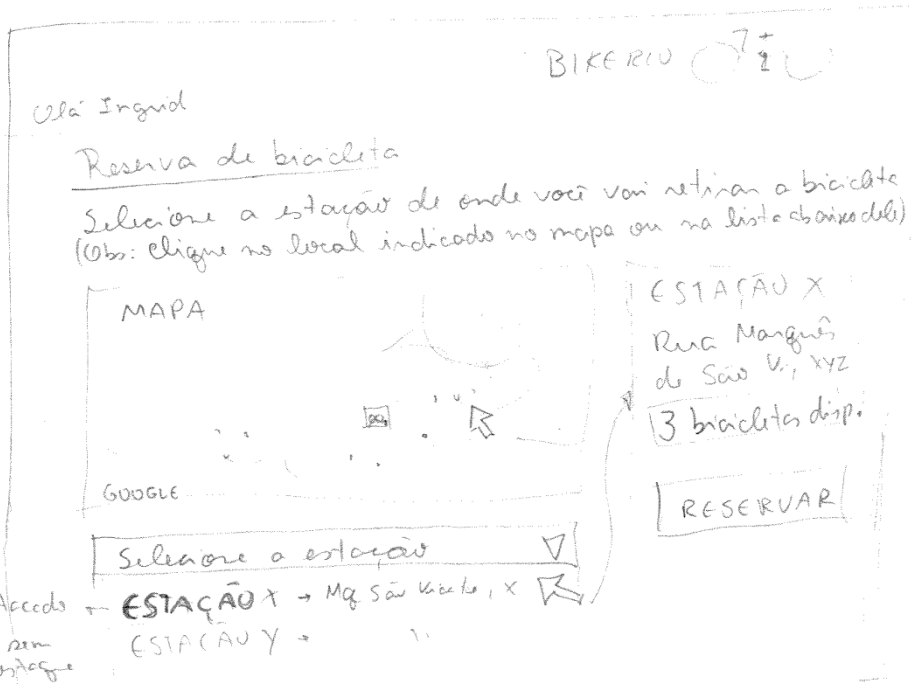 BIKERIO
Olá Ingrid
Reserva de bicicleta
Selecione a estação de onde você vai retirar a bicicleta
(Obs: Clique no local indicado no mapa ou na lista abaixo dele)
MAPA
GOOGLE
ESTAÇÃO X
Rua Marquês
de São Vi, XYZ
3 bicicletas disp.
RESERVAR
Selecione a estação
ESTAÇÃO X → Mq São Vicente, X
ESTAÇÃO Y